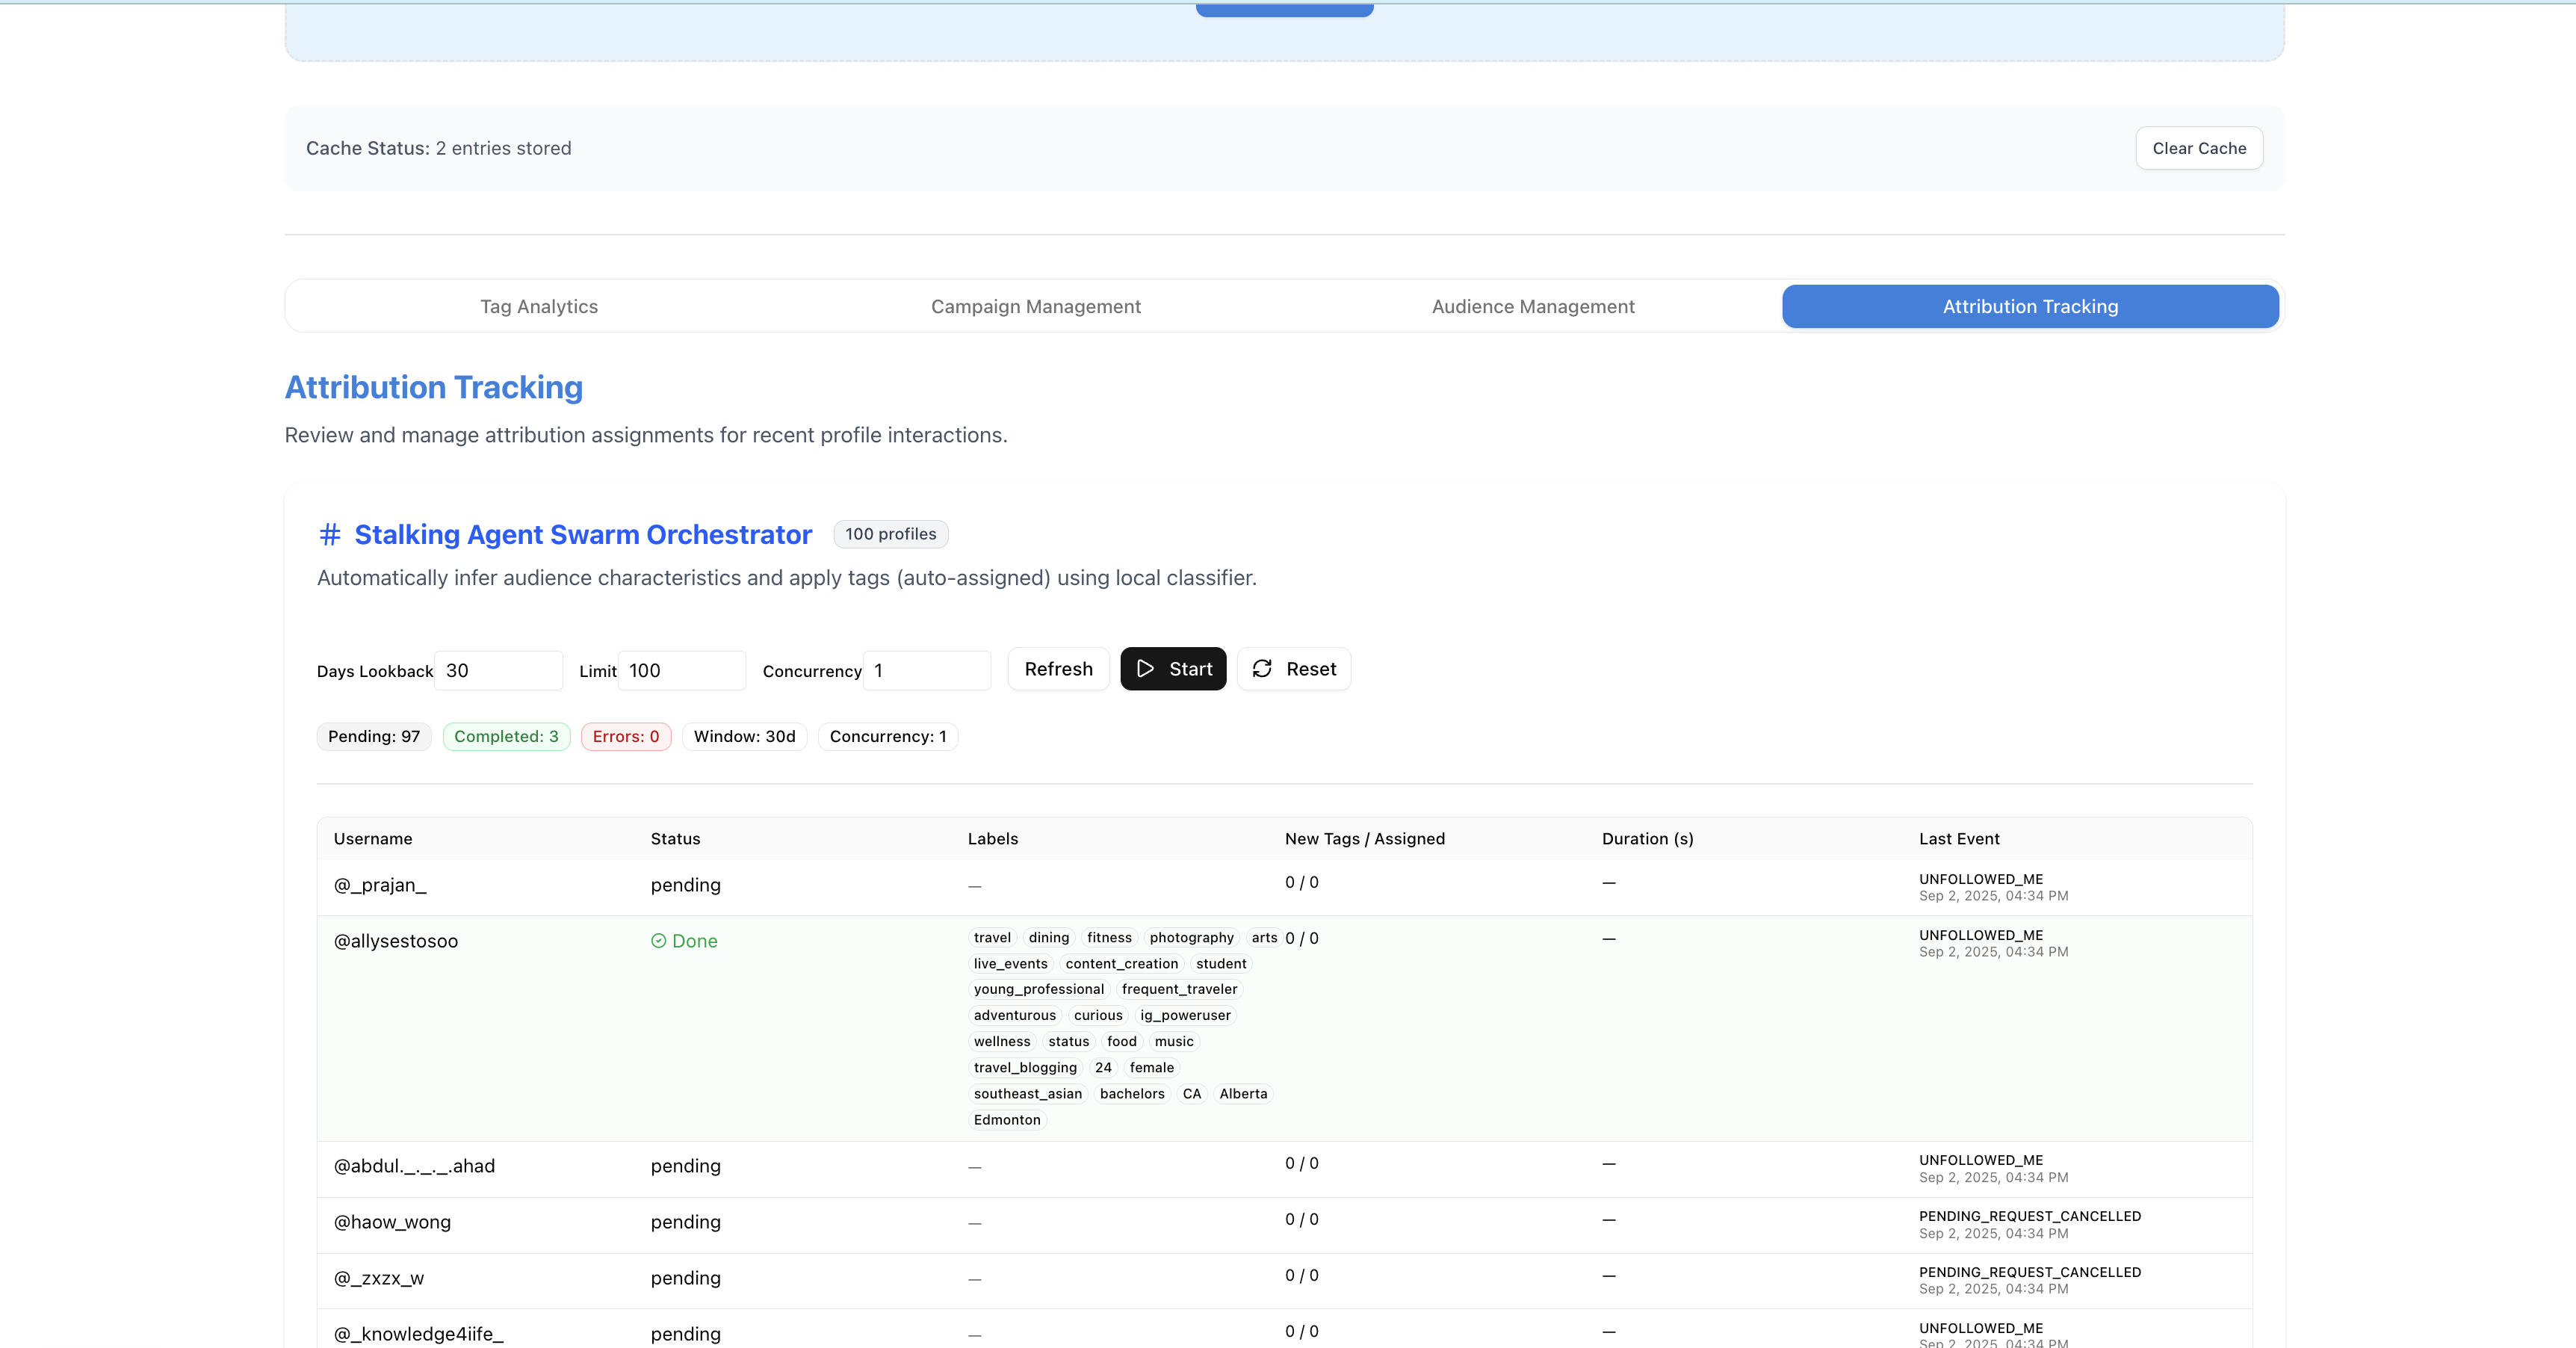 Cache Status: 2 entries stored
Clear Cache
Tag Analytics
Campaign Management
Audience Management
Attribution Tracking
Attribution Tracking
Review and manage attribution assignments for recent profile interactions.
# Stalking Agent Swarm Orchestrator
100 profiles
Automatically infer audience characteristics and apply tags (auto-assigned) using local classifier.
Days Lookback 30 Limit 100 Concurrency 1 Refresh Start Reset
Pending: 97 Completed: 3 Errors: 0 Window: 30d Concurrency: 1
Username Status Labels New Tags / Assigned Duration (s) Last Event
@_prajan_ pending — 0 / 0 — UNFOLLOWED_ME
Sep 2, 2025, 04:34 PM
@allysestosoo Done travel dining fitness photography arts 0 / 0 — UNFOLLOWED_ME
Sep 2, 2025, 04:34 PM
live_events content_creation student
young_professional frequent_traveler
adventurous curious ig_poweruser
wellness status food music
travel_blogging 24 female
southeast_asian bachelors CA Alberta
Edmonton
@abdul._._._.ahad pending — 0 / 0 — UNFOLLOWED_ME
Sep 2, 2025, 04:34 PM
@haow_wong pending — 0 / 0 — PENDING_REQUEST_CANCELLED
Sep 2, 2025, 04:34 PM
@_zxzx_w pending — 0 / 0 — PENDING_REQUEST_CANCELLED
Sep 2, 2025, 04:34 PM
@_knowledge4iife_ pending — 0 / 0 — UNFOLLOWED_ME
Sep 2, 2025, 04:34 PM